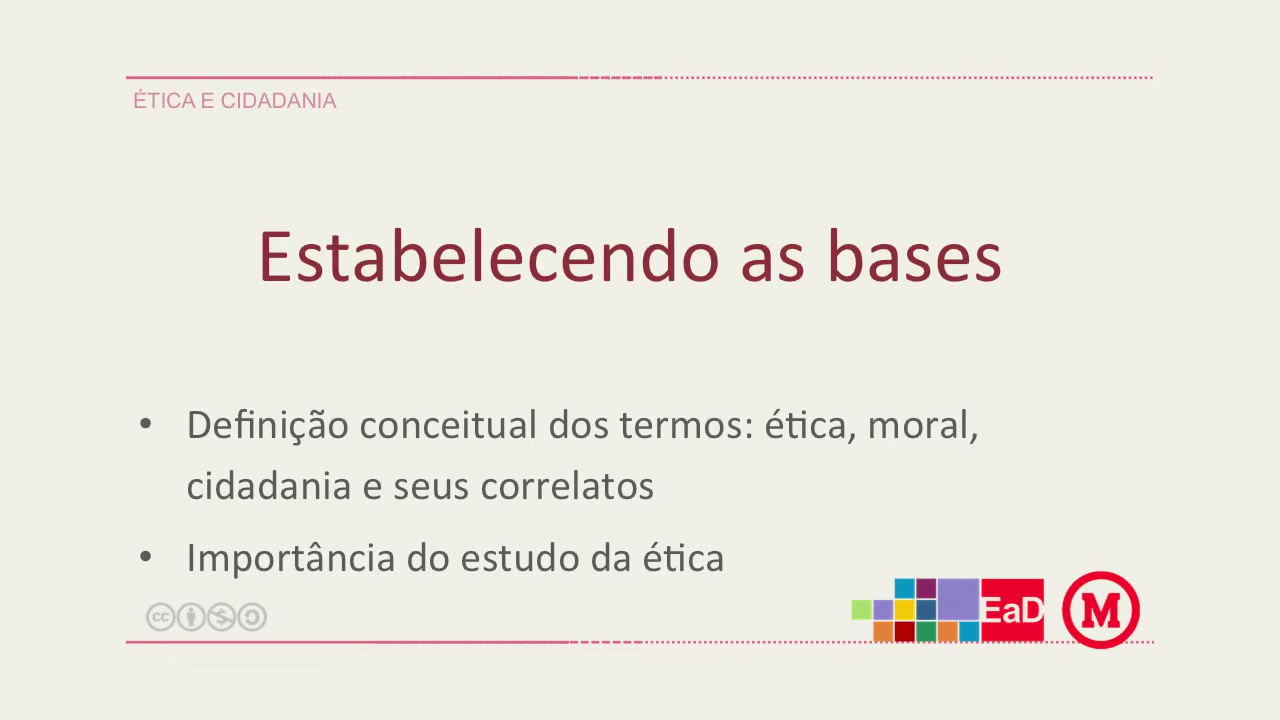 ÉTICA E CIDADANIA
Estabelecendo as bases
• Definição conceitual dos termos: ética, moral,
cidadania e seus correlatos
• Importância do estudo da ética
cc
EaD
M